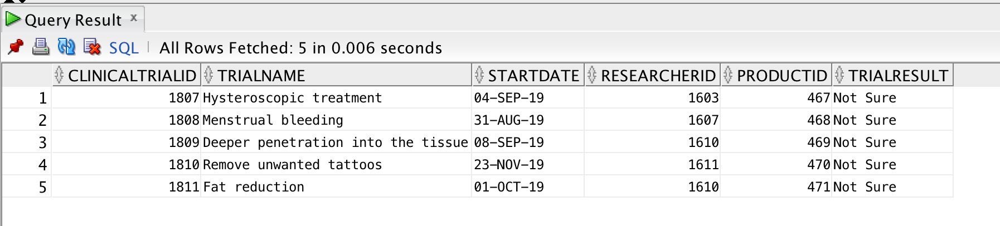 Query Result x
SQL | All Rows Fetched: 5 in 0.006 seconds
CLINICALTRIALID TRIALNAME STARTDATE RESEARCHERID PRODUCTID TRIALRESULT
1 1807 Hysteroscopic treatment 04-SEP-19 1603 467 Not Sure
2 1808 Menstrual bleeding 31-AUG-19 1607 468 Not Sure
3 1809 Deeper penetration into the tissue 08-SEP-19 1610 469 Not Sure
4 1810 Remove unwanted tattoos 23-NOV-19 1611 470 Not Sure
5 1811 Fat reduction 01-OCT-19 1610 471 Not Sure